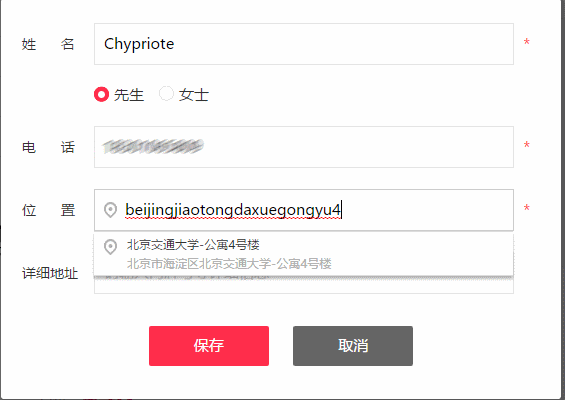 姓 名 Chypriote *
先生 女士
电 话 *
位 置 beijingjiaotongdaxuegongyu4 *
北京交通大学-公寓4号楼
北京市海淀区北京交通大学-公寓4号楼
详细地址
保存 取消